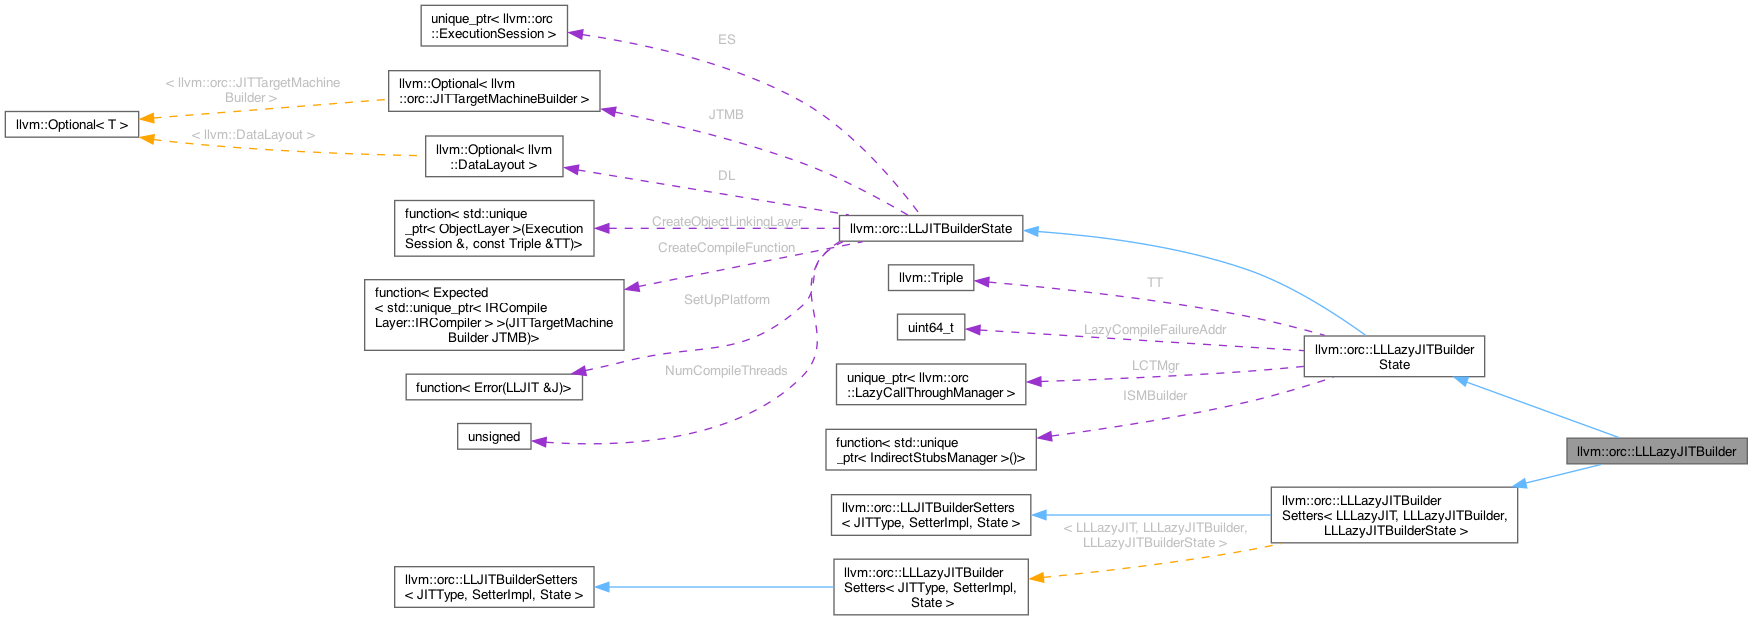 unique_ptr< llvm::orc
::ExecutionSession >
ES
< llvm::orc::JITTargetMachine
Builder >
llvm::Optional< llvm
::orc::JITTargetMachineBuilder >
JTMB
llvm::Optional< T >
< llvm::DataLayout >
llvm::Optional< llvm
::DataLayout >
DL
function< std::unique
_ptr< ObjectLayer >(Execution
Session &, const Triple &TT)>
CreateObjectLinkingLayer
llvm::orc::LLJITBuilderState
CreateCompileFunction
llvm::Triple
TT
function< Expected
< std::unique_ptr< IRCompile
Layer::IRCompiler > >(JITTargetMachine
Builder JTMB)>
SetUpPlatform
uint64_t
LazyCompileFailureAddr
llvm::orc::LLLazyJITBuilder
State
function< Error(LLJIT &J)>
NumCompileThreads
unique_ptr< llvm::orc
::LazyCallThroughManager >
LCTMgr
ISMBuilder
unsigned
function< std::unique
_ptr< IndirectStubsManager >()>
llvm::orc::LLLazyJITBuilder
llvm::orc::LLJITBuilderSetters
< JITType, SetterImpl, State >
< LLLazyJIT, LLLazyJITBuilder,
LLLazyJITBuilderState >
llvm::orc::LLLazyJITBuilder
Setters< LLLazyJIT, LLLazyJITBuilder,
LLLazyJITBuilderState >
llvm::orc::LLJITBuilderSetters
< JITType, SetterImpl, State >
llvm::orc::LLLazyJITBuilder
Setters< JITType, SetterImpl,
State >